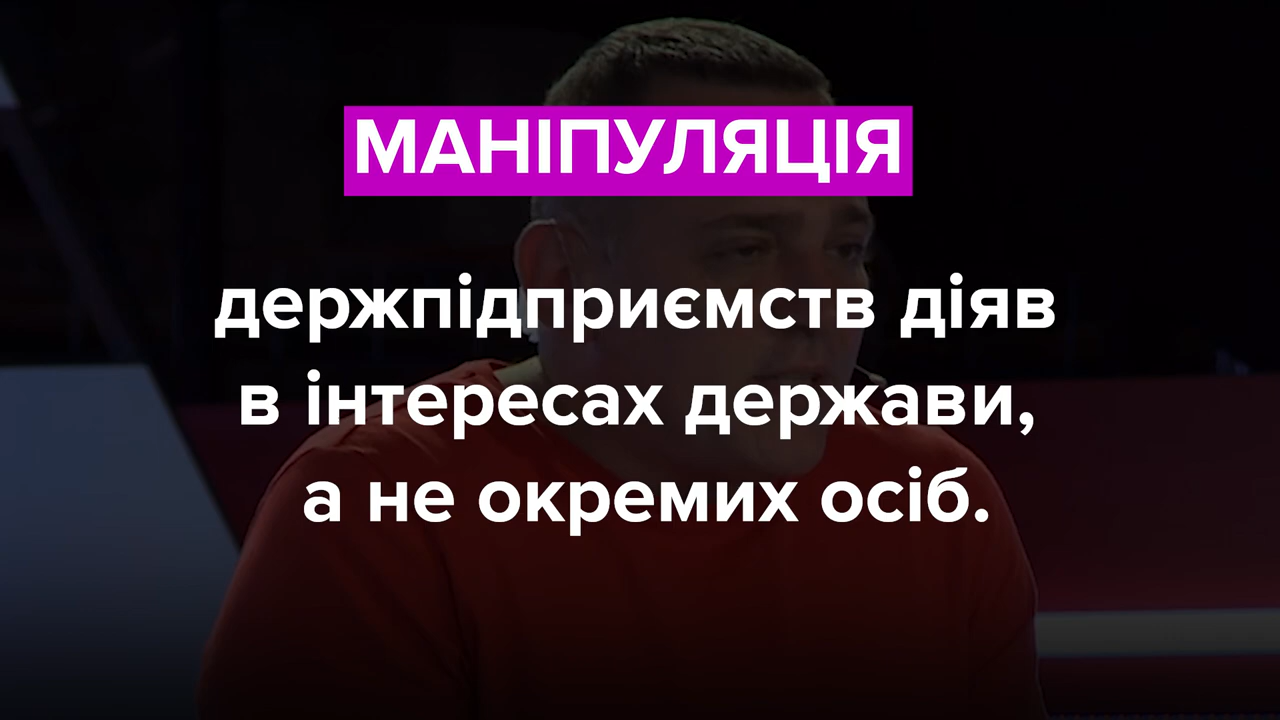 МАНІПУЛЯЦІЯ
держпідприємств діяв
в інтересах держави,
а не окремих осіб.